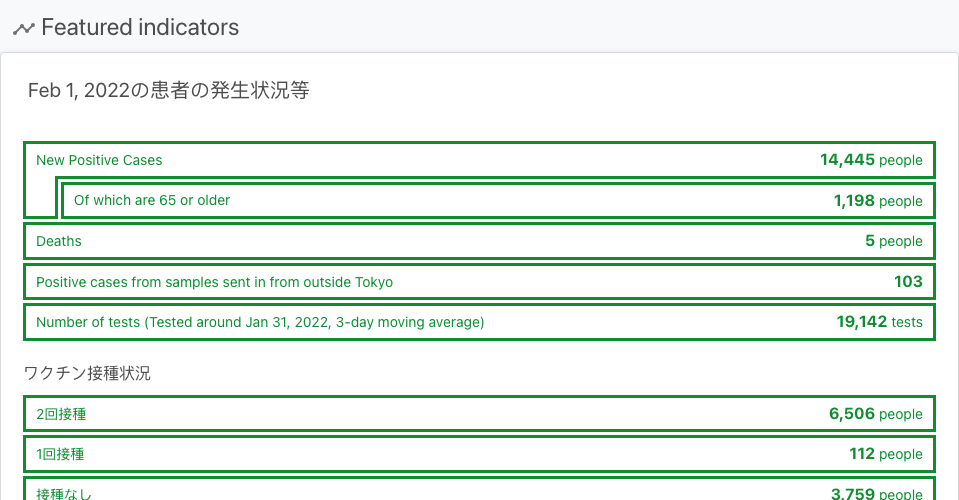 Featured indicators
Feb 1, 2022の患者の発生状況等
New Positive Cases 14,445 people
Of which are 65 or older 1,198 people
Deaths 5 people
Positive cases from samples sent in from outside Tokyo 103
Number of tests (Tested around Jan 31, 2022, 3-day moving average) 19,142 tests
ワクチン接種状況
2回接種 6,506 people
1回接種 112 people
接種なし 3,759 people